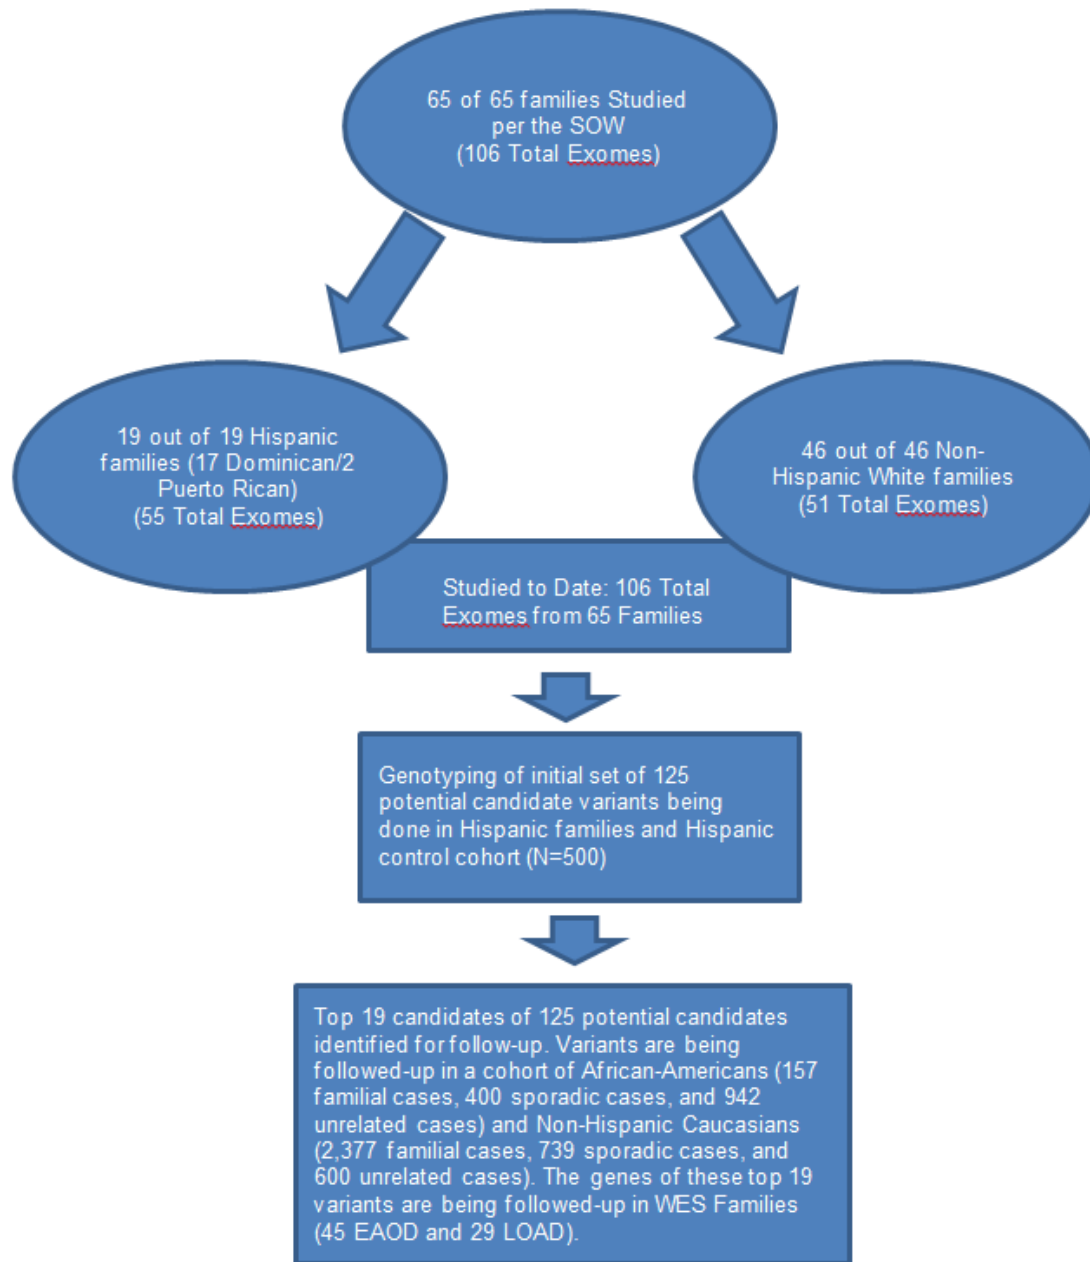 65 of 65 families Studied
per the SOW
(106 Total Exomes)
19 out of 19 Hispanic
families (17 Dominican/2
Puerto Rican)
(55 Total Exomes)
46 out of 46 Non-
Hispanic White families
(51 Total Exomes)
Studied to Date: 106 Total
Exomes from 65 Families
Genotyping of initial set of 125
potential candidate variants being
done in Hispanic families and Hispanic
control cohort (N=500)
Top 19 candidates of 125 potential candidates
identified for follow-up. Variants are being
followed-up in a cohort of African-Americans (157
familial cases, 400 sporadic cases, and 942
unrelated cases) and Non-Hispanic Caucasians
(2,377 familial cases, 739 sporadic cases, and
600 unrelated cases). The genes of these top 19
variants are being followed-up in WES Families
(45 EAOD and 29 LOAD).